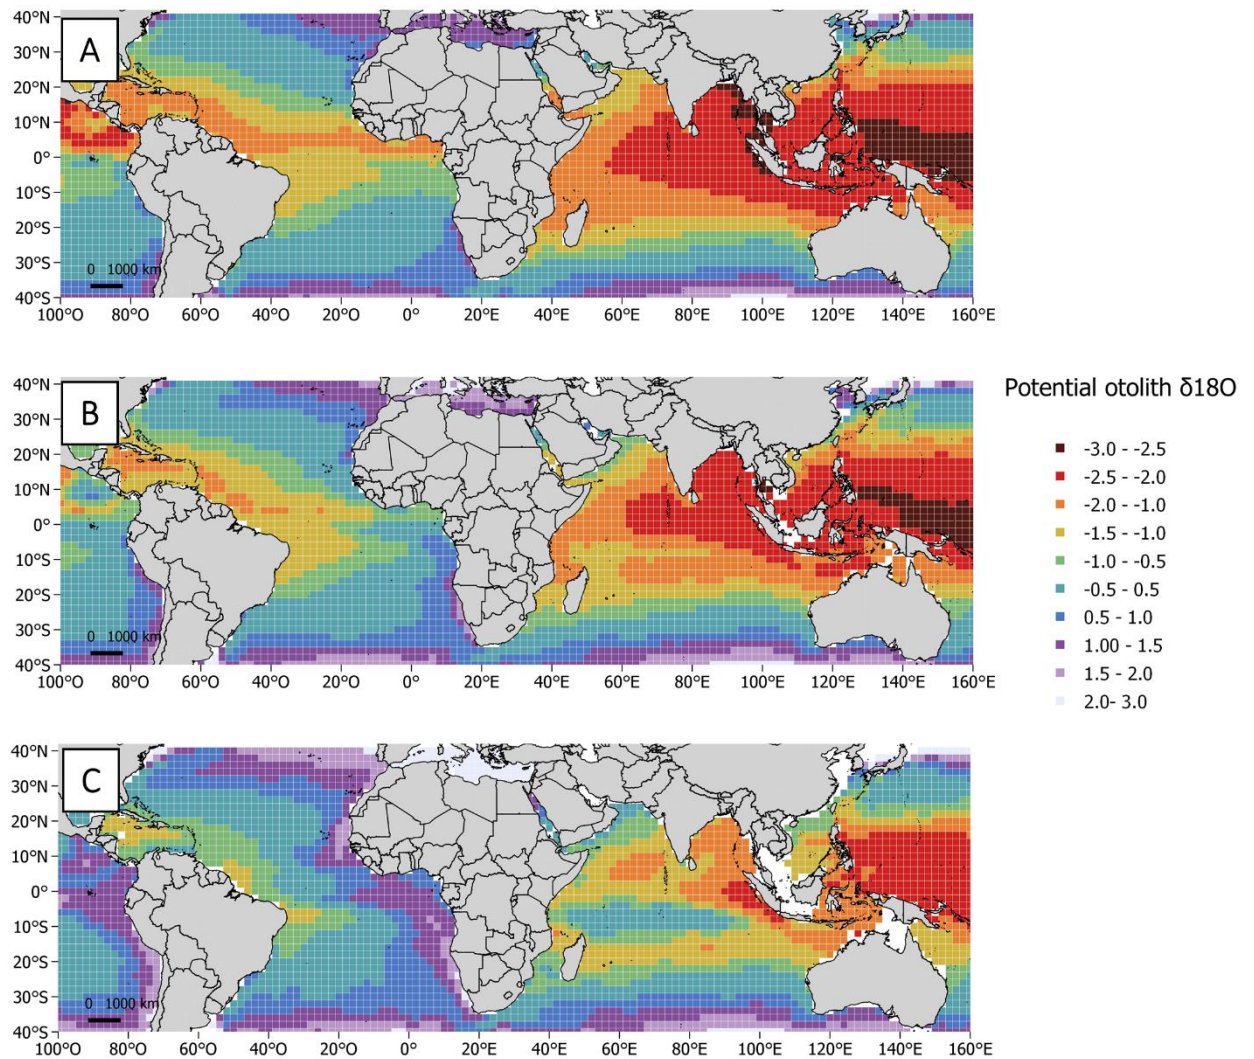 A
40°N
30°N
20°N
10°N
0°
10°S
20°S
30°S
40°S
0 1000 km
100°O 80°O 60°O 40°O 20°O 0° 20°E 40°E 60°E 80°E 100°E 120°E 140°E 160°E
B
40°N
30°N
20°N
10°N
0°
10°S
20°S
30°S
40°S
0 1000 km
100°O 80°O 60°O 40°O 20°O 0° 20°E 40°E 60°E 80°E 100°E 120°E 140°E 160°E
Potential otolith δ18O
-3.0 - -2.5
-2.5 - -2.0
-2.0 - -1.0
-1.5 - -1.0
-1.0 - -0.5
-0.5 - 0.5
0.5 - 1.0
1.00 - 1.5
1.5 - 2.0
2.0- 3.0
C
40°N
30°N
20°N
10°N
0°
10°S
20°S
30°S
40°S
0 1000 km
100°O 80°O 60°O 40°O 20°O 0° 20°E 40°E 60°E 80°E 100°E 120°E 140°E 160°E